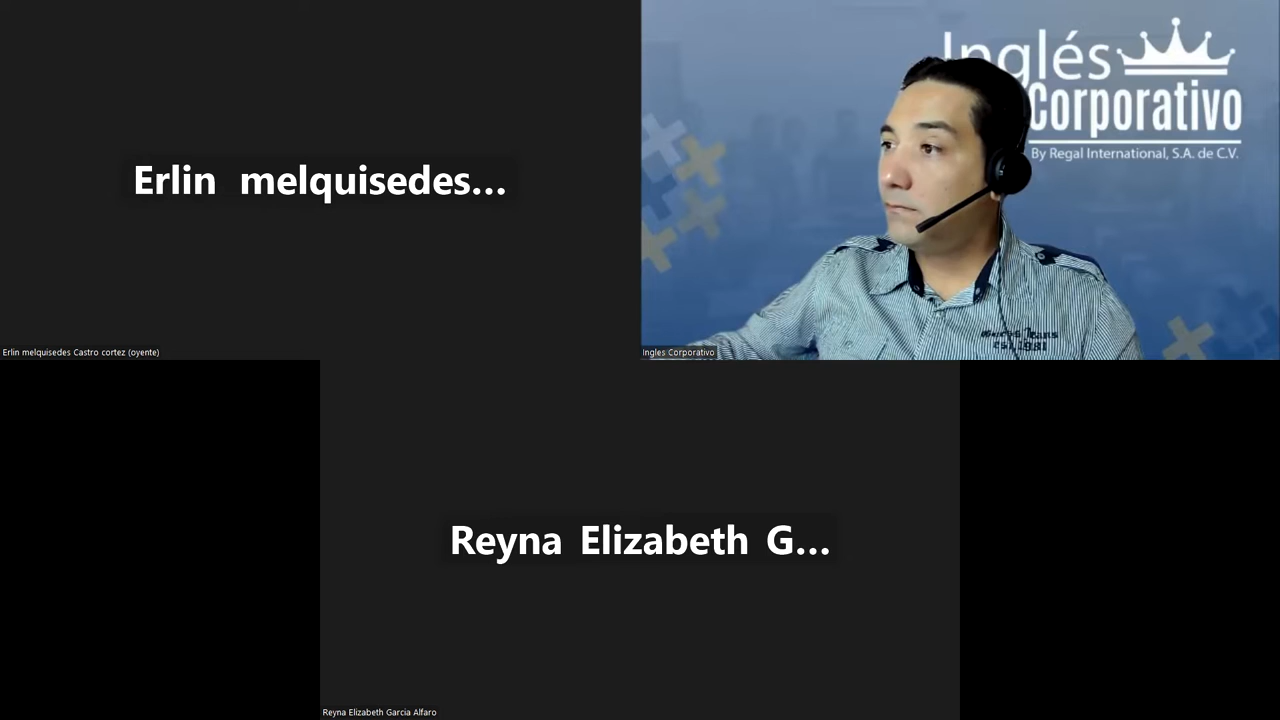 Erlin melquisedes...
Erlin melquisedes Castro cortez (oyente)
Inglés
Corporativo
By Regal International, S.A. de C.V.
Ingles Corporativo
Reyna Elizabeth G...
Reyna Elizabeth Garcia Alfaro